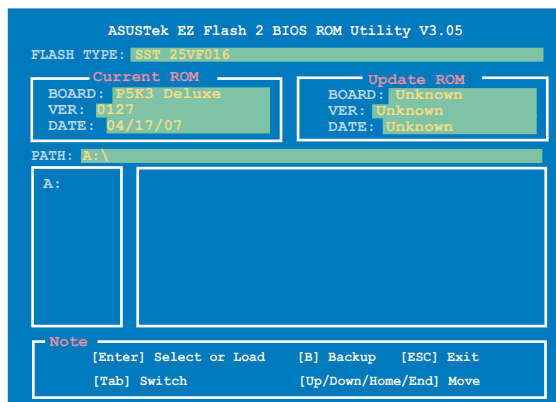 ASUSTek EZ Flash 2 BIOS ROM Utility V3.05
FLASH TYPE: SST 25VF016
Current ROM
BOARD: P5K3 Deluxe
VER: 0127
DATE: 04/17/07
Update ROM
BOARD: Unknown
VER: Unknown
DATE: Unknown
PATH: A:\
A:
Note
[Enter] Select or Load [B] Backup [ESC] Exit
[Tab] Switch [Up/Down/Home/End] Move